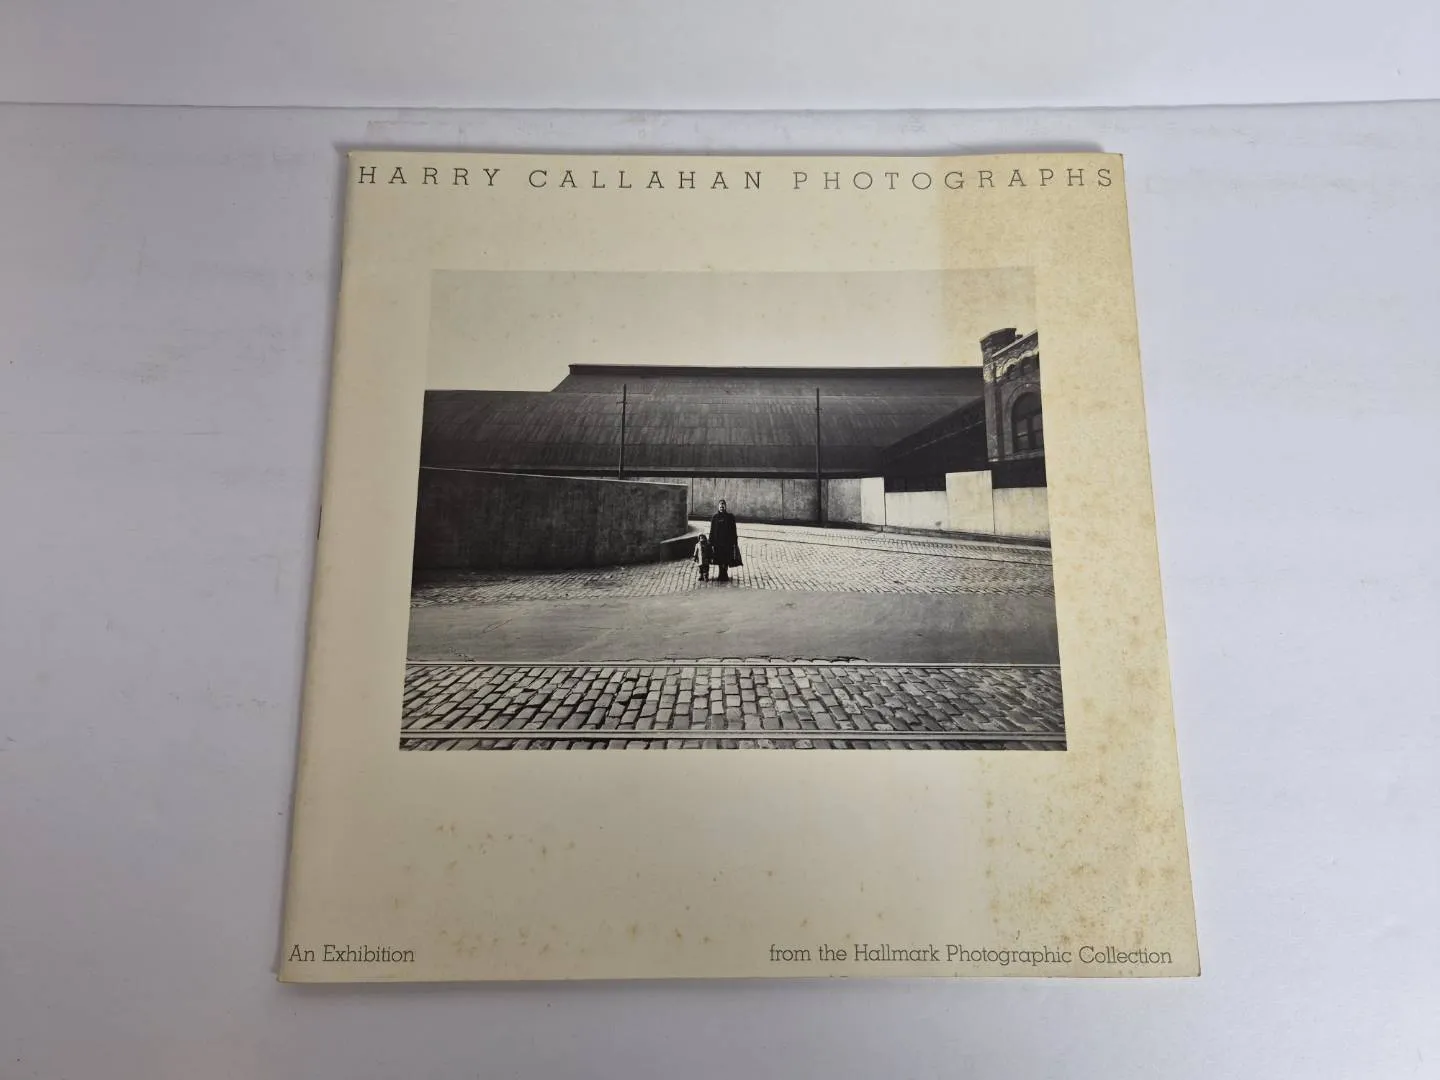 HARRY CALLAHAN PHOTOGRAPHS
An Exhibition from the Hallmark Photographic Collection